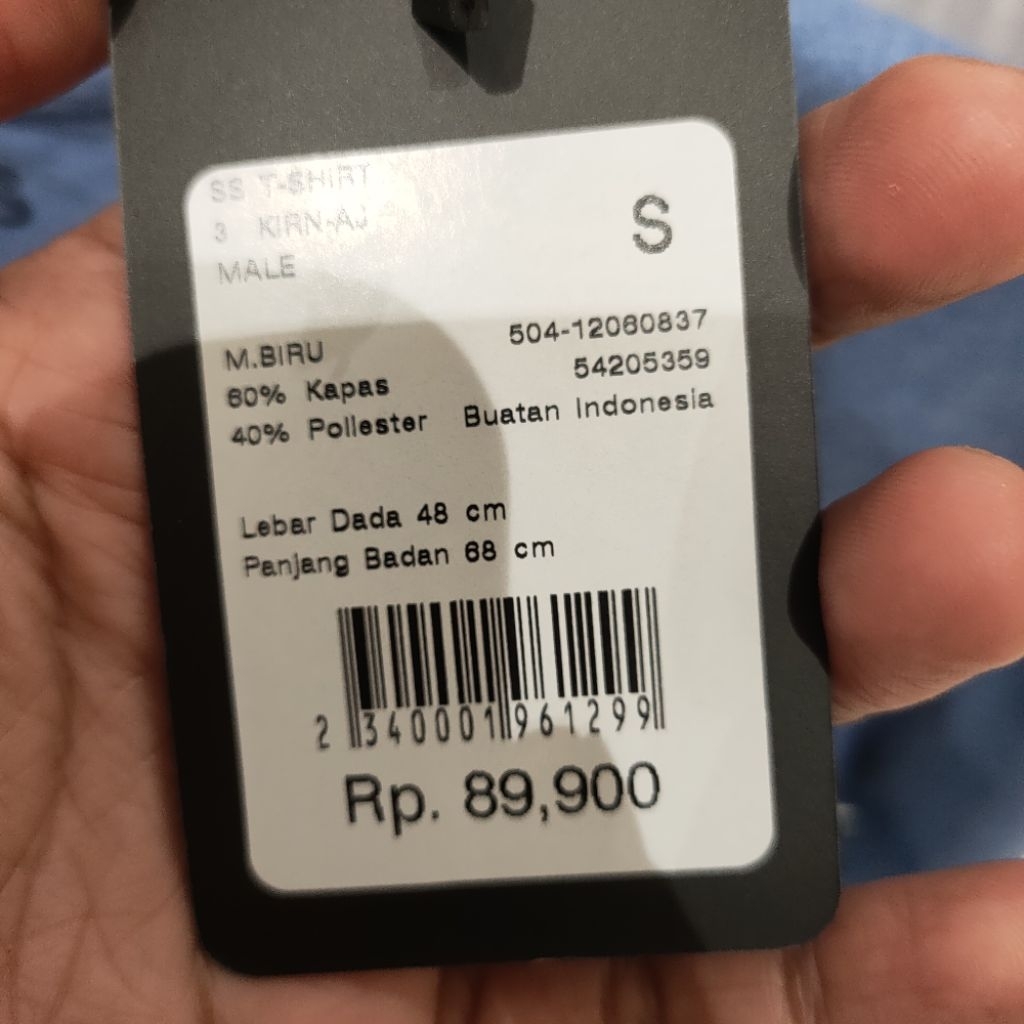 SS T-SHIRT
3 KIRN-AJ
MALE
S
M.BIRU
504-12060837
60% Kapas
54205359
40% Poliester
Buatan Indonesia
Lebar Dada 48 cm
Panjang Badan 68 cm
2 340001 961299
Rp. 89,900